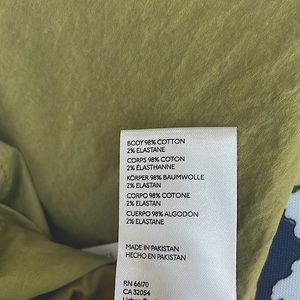 BODY 98% COTTON
2% ELASTANE
CORPS 98% COTON
2% ÉLASTHANNE
KÖRPER 98% BAUMWOLLE
2% ELASTAN
CORPO 98% COTONE
2% ELASTAN
CUERPO 98% ALGODÓN
2% ELASTANO
MADE IN PAKISTAN
HECHO EN PAKISTAN
RN 66170
CA 32054